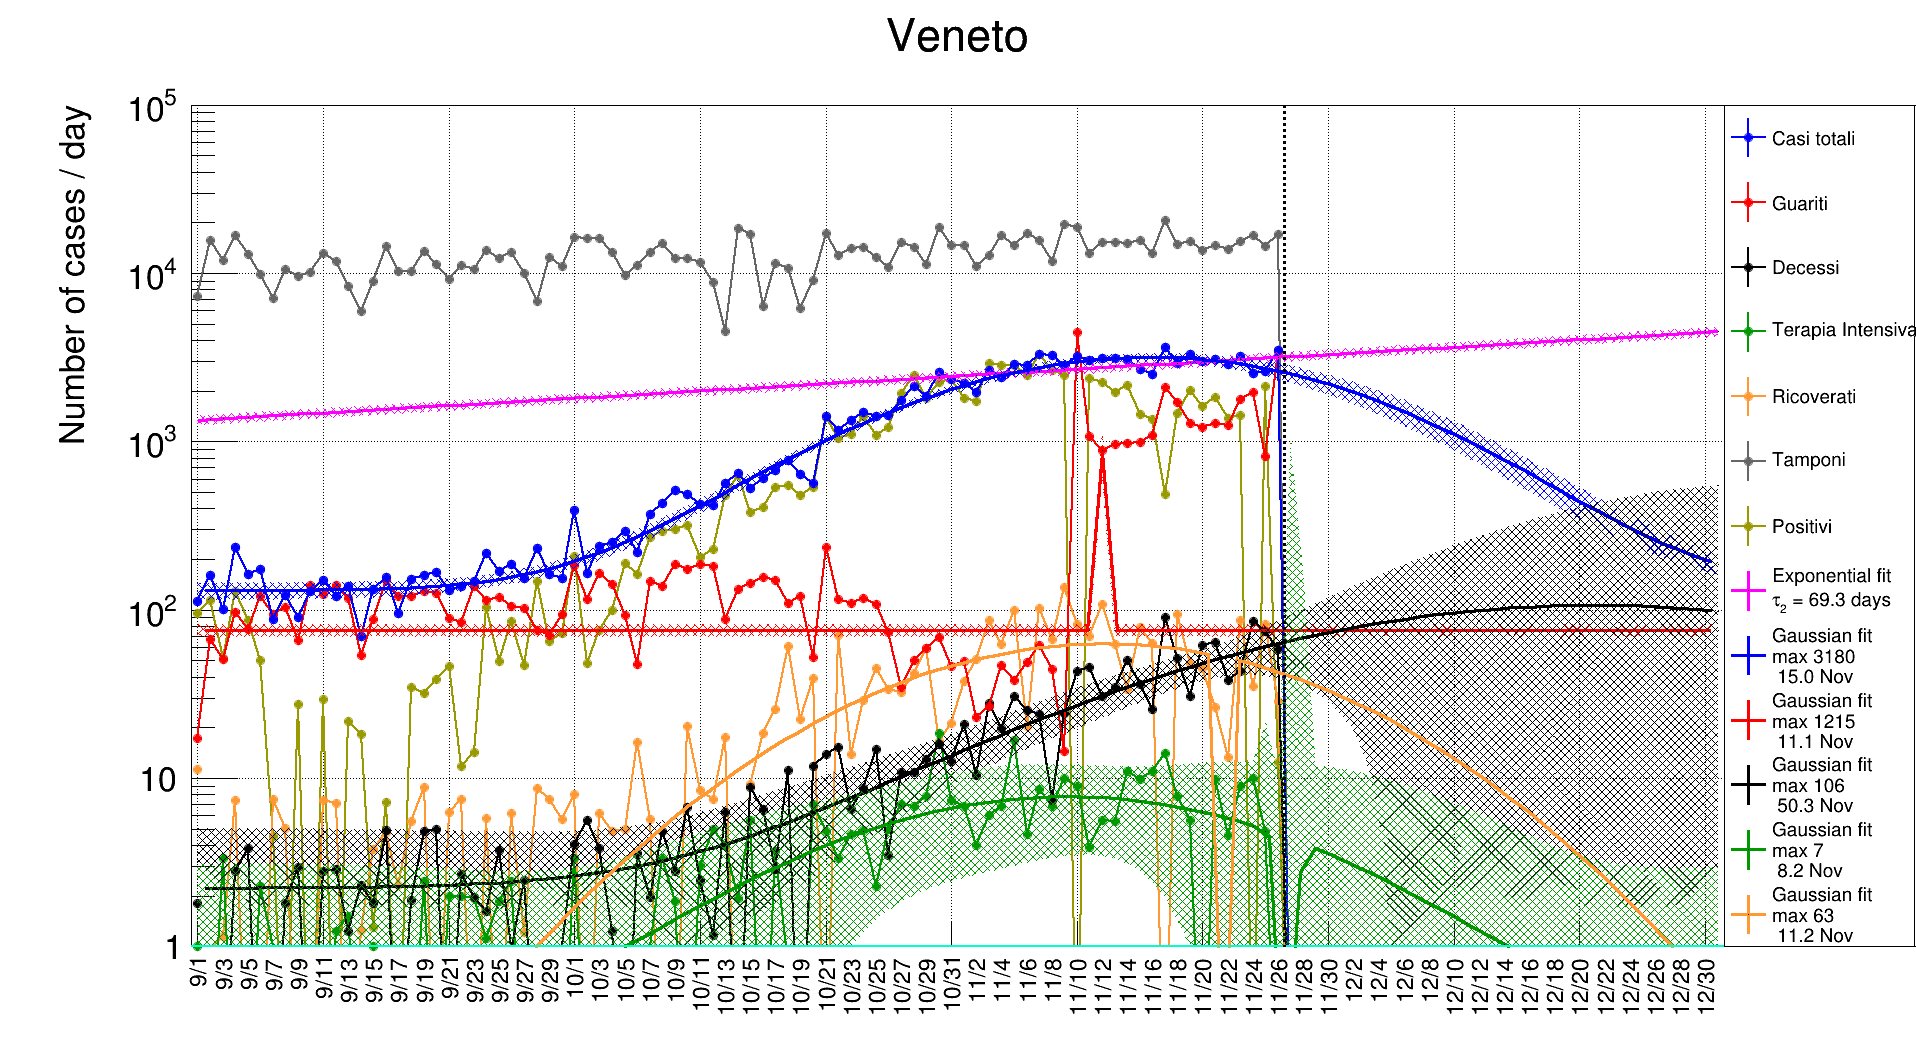 Veneto
Number of cases / day
10^5
10^4
10^3
10^2
10
1
9/1 9/3 9/5 9/7 9/9 9/11 9/13 9/15 9/17 9/19 9/21 9/23 9/25 9/27 9/29 10/1 10/3 10/5 10/7 10/9 10/11 10/13 10/15 10/17 10/19 10/21 10/23 10/25 10/27 10/29 10/31 11/2 11/4 11/6 11/8 11/10 11/12 11/14 11/16 11/18 11/20 11/22 11/24 11/26 11/28 11/30 12/2 12/4 12/6 12/8 12/10 12/12 12/14 12/16 12/18 12/20 12/22 12/24 12/26 12/28 12/30
Casi totali
Guariti
Decessi
Terapia Intensiva
Ricoverati
Tamponi
Positivi
Exponential fit
τ₂ = 69.3 days
Gaussian fit
max 3180
15.0 Nov
Gaussian fit
max 1215
11.1 Nov
Gaussian fit
max 106
50.3 Nov
Gaussian fit
max 7
8.2 Nov
Gaussian fit
max 63
11.2 Nov